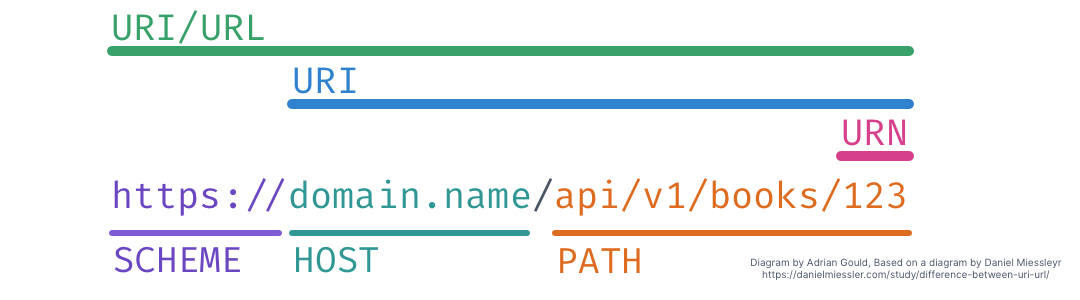 URI/URL
URI
URN
https://domain.name/api/v1/books/123
SCHEME HOST PATH
Diagram by Adrian Gould, Based on a diagram by Daniel Miessleyr
https://danielmiessler.com/study/difference-between-uri-url/